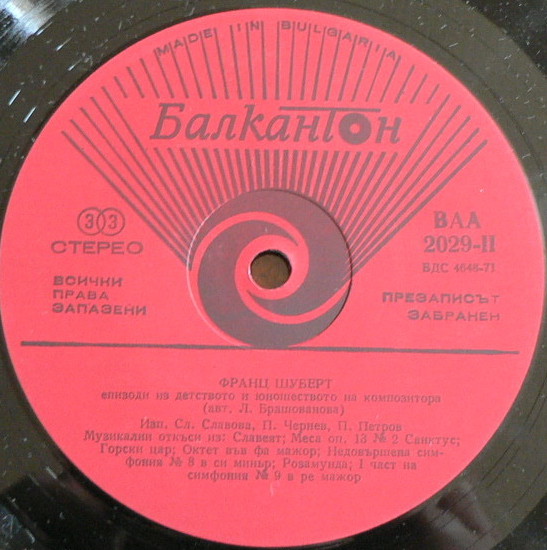 MADE IN BULGARIA
Балкантон
33
СТЕРЕО
ВСИЧКИ
ПРАВА
ЗАПАЗЕНИ
ВАА
2029-II
БДС 4648-71
ПРЕЗАПИСЪТ
ЗАБРАНЕН
ФРАНЦ ШУБЕРТ
епизоди из детството и юношеството на композитора
(авт. Л. Брашованова)
Изп. Сл. Славова, П. Чернев, П. Петров
Музикални откъси из: Славеят; Меса оп. 13 № 2 Санктус;
Горски цар; Октет във фа мажор; Недовършена сим-
фония № 8 в си минър; Розамунда; I част на
симфония № 9 в ре мажор